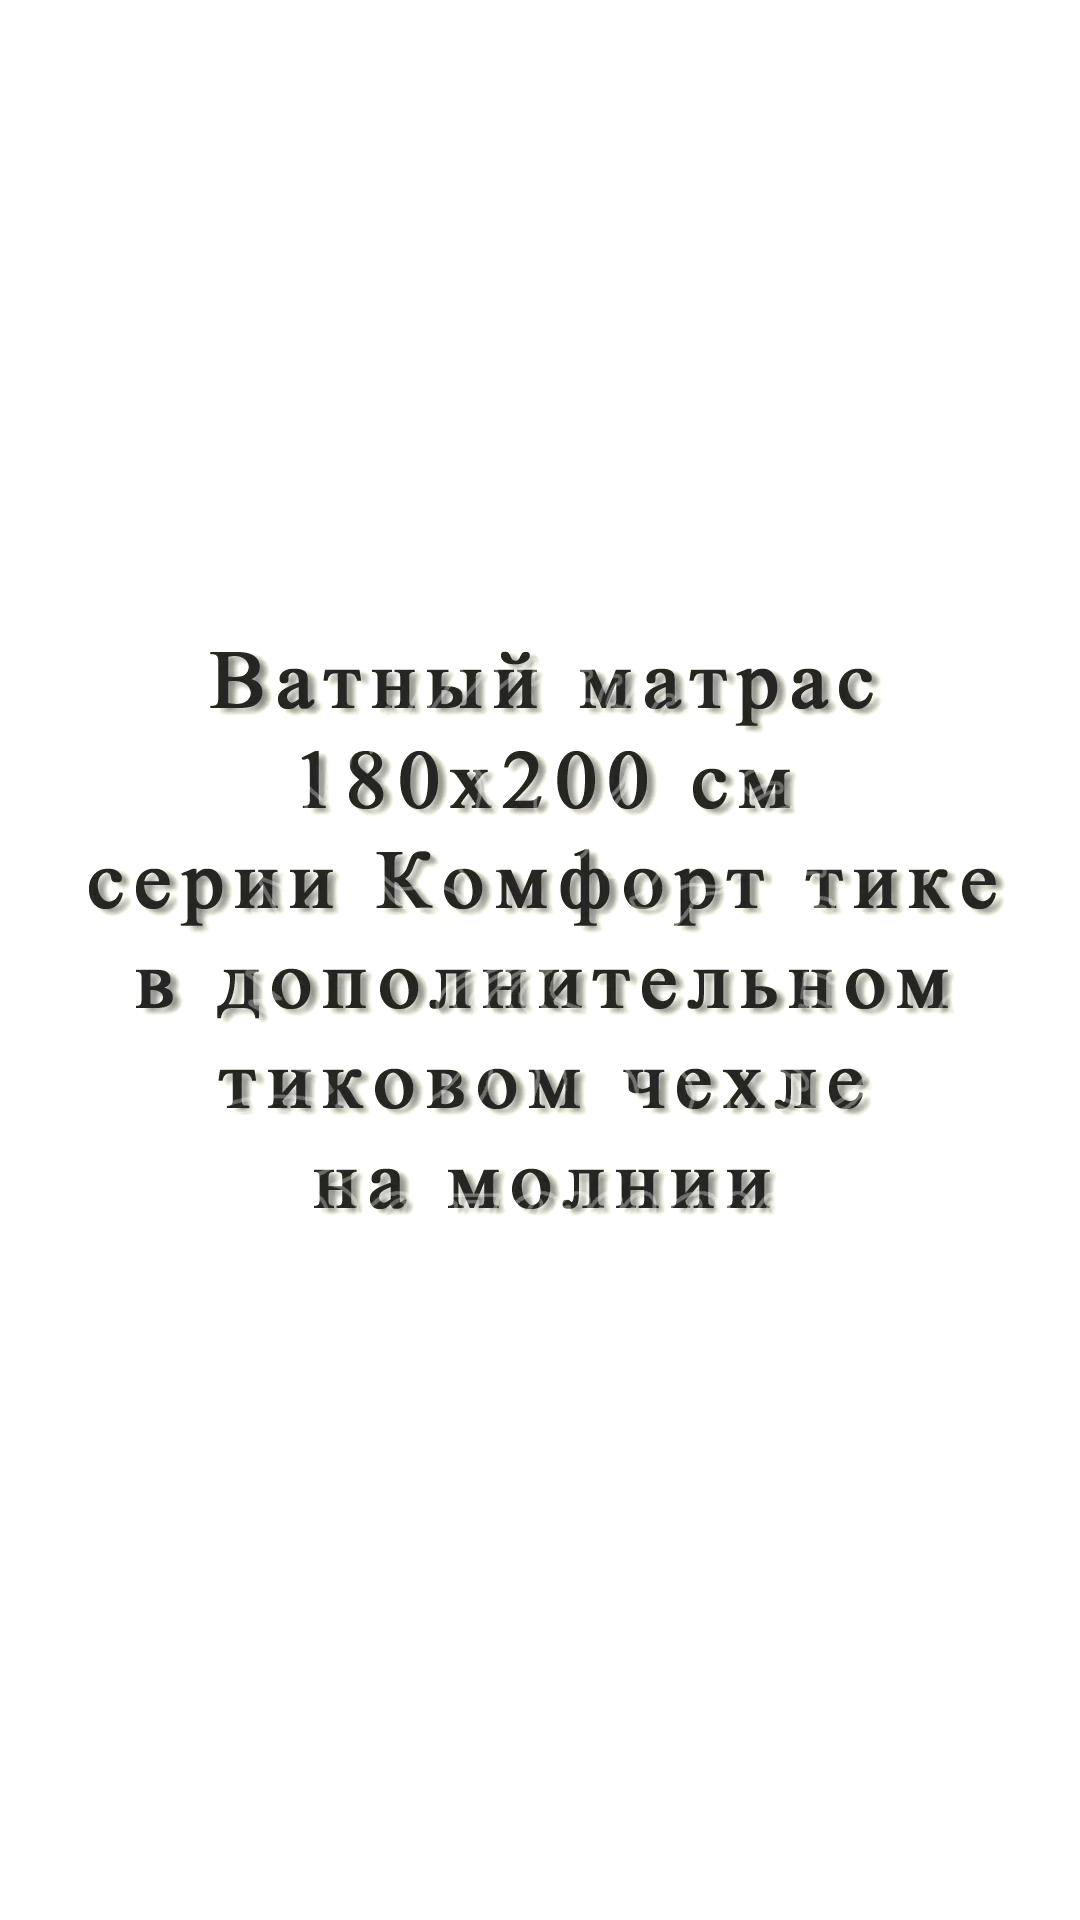 Ватный матрас
180х200 см
серии Комфорт тике
в дополнительном
тиковом чехле
на молнии